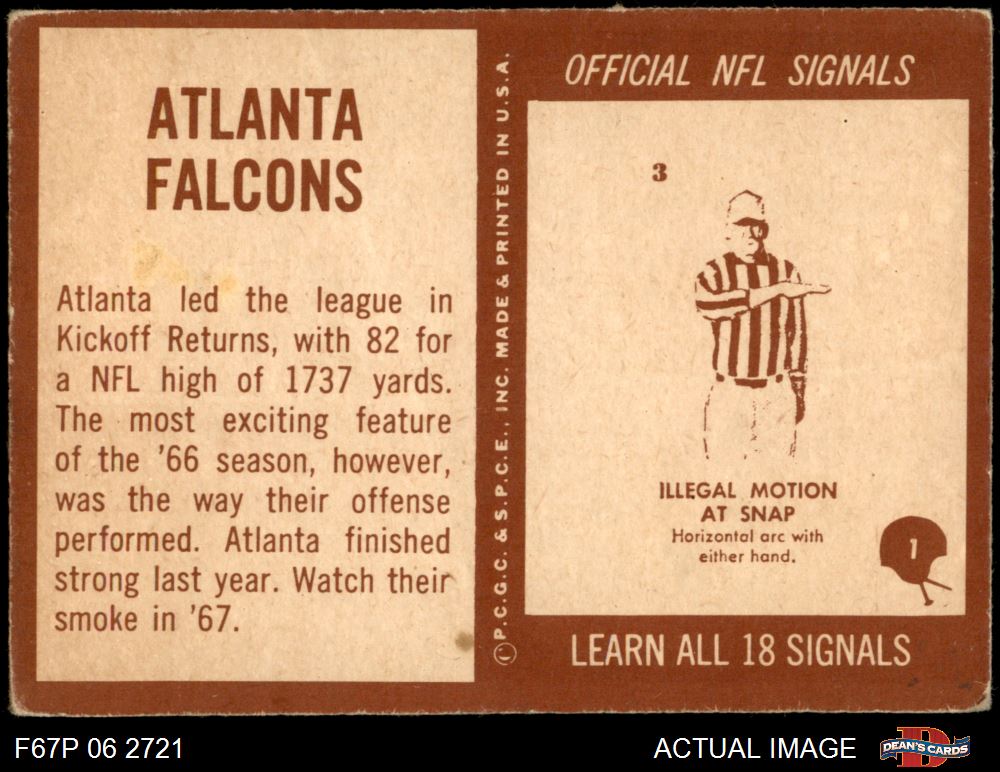 ATLANTA
FALCONS
Atlanta led the league in
Kickoff Returns, with 82 for
a NFL high of 1737 yards.
The most exciting feature
of the '66 season, however,
was the way their offense
performed. Atlanta finished
strong last year. Watch their
smoke in '67.
© P.C.G.C. & S.P.C.E., INC. MADE & PRINTED IN U.S.A.
OFFICIAL NFL SIGNALS
3
ILLEGAL MOTION
AT SNAP
Horizontal arc with
either hand.
1
LEARN ALL 18 SIGNALS
F67P 06 2721
ACTUAL IMAGE
D
DEAN'S CARDS